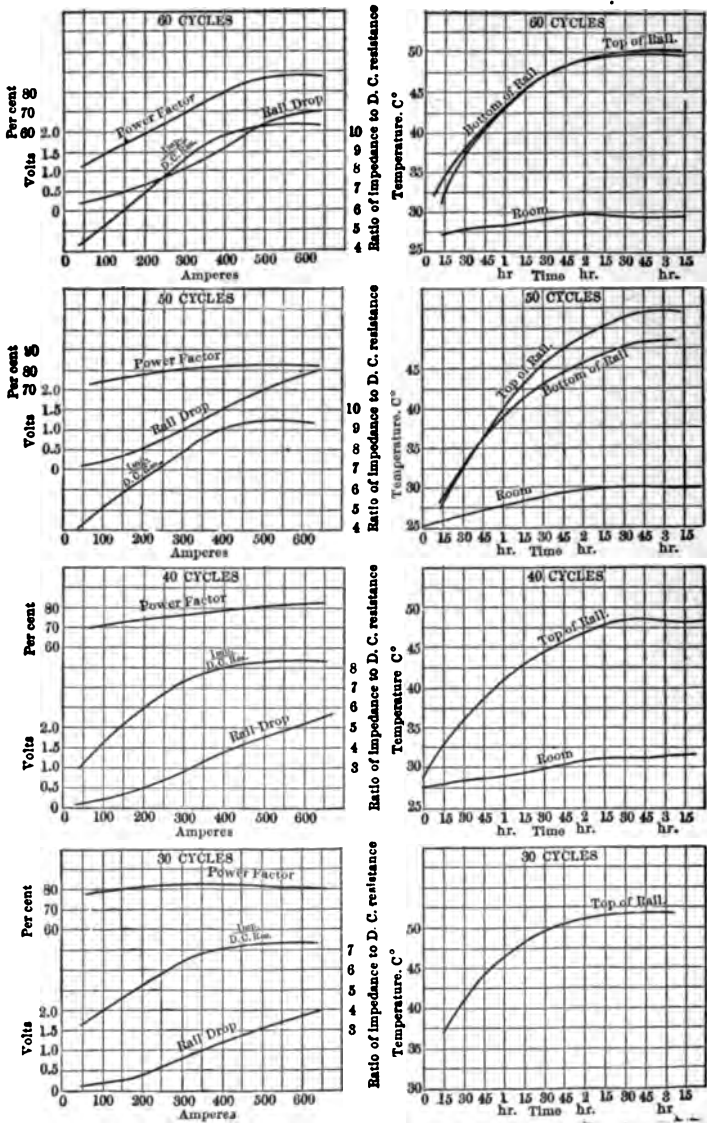 60 CYCLES
Per cent
80
70
60
Volts
2.0
1.5
1.0
0.5
0
Power Factor
Rail Drop
Imp.
D.C. Res.
10
9
8
7
6
5
4
Ratio of impedance to D. C. resistance
0 100 200 300 400 500 600
Amperes
60 CYCLES
Temperature. C°
50
45
40
35
30
25
Top of Rail.
Bottom of Rail
Room
0 15 30 45 1 15 30 45 2 15 30 45 3 15
hr Time hr. hr.
50 CYCLES
Per cent
90
80
70
Volts
2.0
1.5
1.0
0.5
0
Power Factor
Rail Drop
Imp.
D.C. Res.
10
9
8
7
6
5
4
Ratio of impedance to D. C. resistance
0 100 200 300 400 500 600
Amperes
50 CYCLES
Temperature. C°
45
40
35
30
25
Top of Rail.
Bottom of Rail
Room
15 30 45 1 15 30 45 2 15 30 45 3 15
hr. Time hr. hr.
40 CYCLES
Per cent
80
70
60
Volts
2.0
1.5
1.0
0.5
0
Power Factor
Imp.
D.C. Res.
Rail Drop
8
7
6
5
4
3
Ratio of impedance to D. C. resistance
0 100 200 300 400 500 600
Amperes
40 CYCLES
Temperature C°
50
45
40
35
30
25
Top of Rail.
Room
0 15 30 45 1 15 30 45 2 15 30 45 3 15
hr. Time hr. hr.
30 CYCLES
Per cent
80
70
60
Volts
2.0
1.5
1.0
0.5
0
Power Factor
Imp.
D.C. Res.
Rail Drop
7
6
5
4
3
Ratio of impedance to D. C. resistance
0 100 200 300 400 500 600
Amperes
30 CYCLES
Temperature. C°
50
45
40
35
30
Top of Rail.
0 15 30 45 1 15 30 45 2 15 30 45 3 15
hr. Time hr. hr.